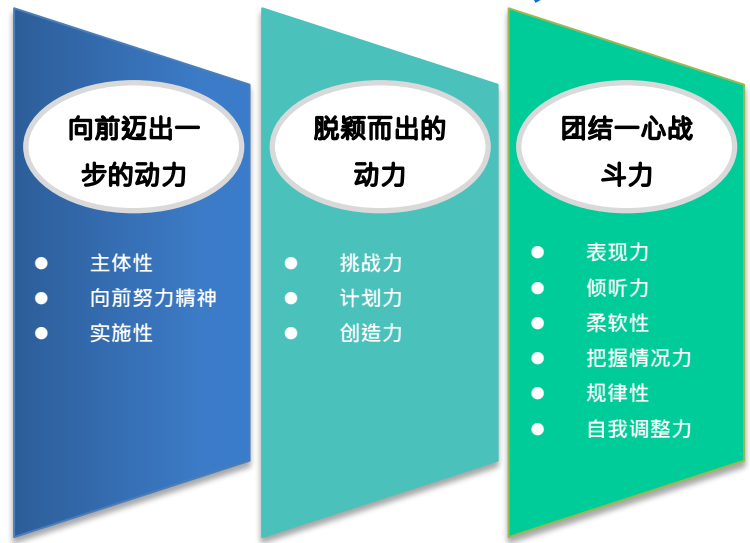 向前迈出一
步的动力
● 主体性
● 向前努力精神
● 实施性
脱颖而出的
动力
● 挑战力
● 计划力
● 创造力
团结一心战
斗力
● 表现力
● 倾听力
● 柔软性
● 把握情况力
● 规律性
● 自我调整力